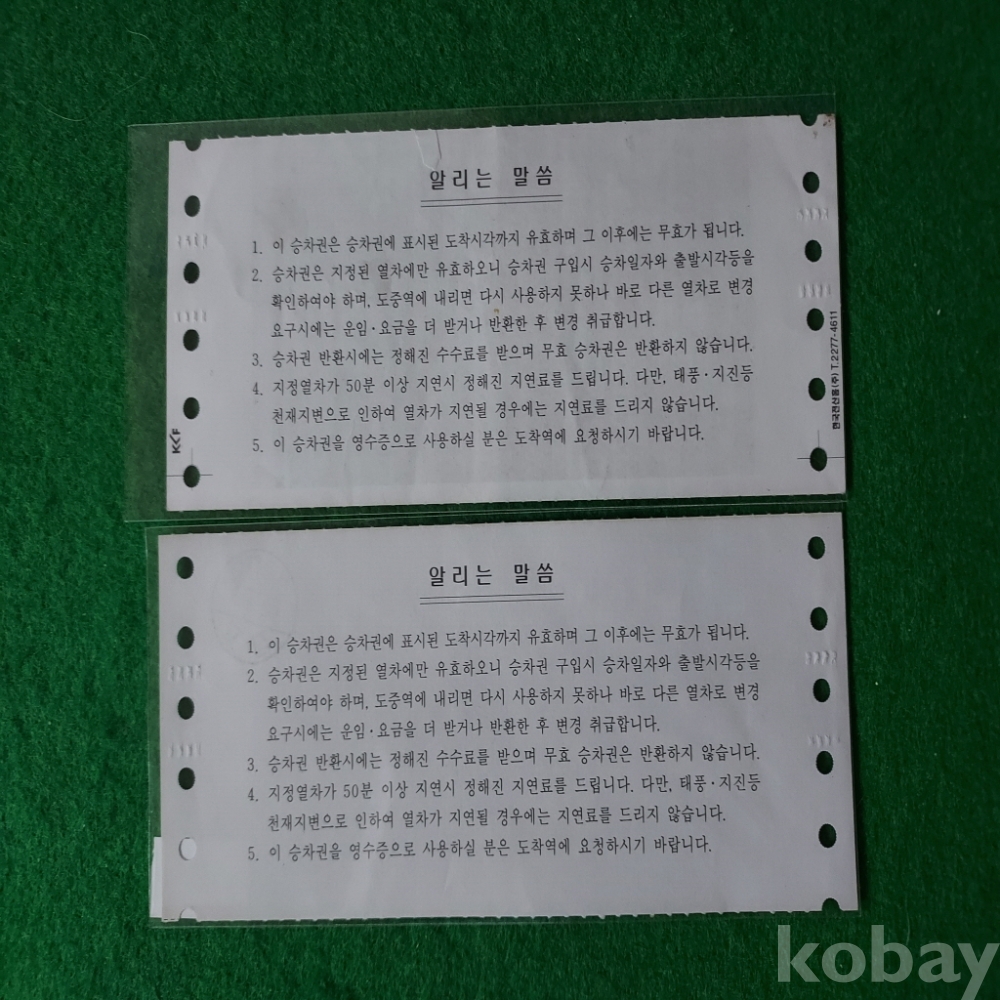 알리는 말씀
1. 이 승차권은 승차권에 표시된 도착시각까지 유효하며 그 이후에는 무효가 됩니다.
2. 승차권은 지정된 열차에만 유효하오니 승차권 구입시 승차일자와 출발시각등을
확인하여야 하며, 도중역에 내리면 다시 사용하지 못하나 바로 다른 열차로 변경
요구시에는 운임·요금을 더 받거나 반환한 후 변경 취급합니다.
3. 승차권 반환시에는 정해진 수수료를 받으며 무효 승차권은 반환하지 않습니다.
4. 지정열차가 50분 이상 지연시 정해진 지연료를 드립니다. 다만, 태풍·지진등
천재지변으로 인하여 열차가 지연될 경우에는 지연료를 드리지 않습니다.
5. 이 승차권을 영수증으로 사용하실 분은 도착역에 요청하시기 바랍니다.
KCF
한국전산폼(주) T.2277-4611
알리는 말씀
1. 이 승차권은 승차권에 표시된 도착시각까지 유효하며 그 이후에는 무효가 됩니다.
2. 승차권은 지정된 열차에만 유효하오니 승차권 구입시 승차일자와 출발시각등을
확인하여야 하며, 도중역에 내리면 다시 사용하지 못하나 바로 다른 열차로 변경
요구시에는 운임·요금을 더 받거나 반환한 후 변경 취급합니다.
3. 승차권 반환시에는 정해진 수수료를 받으며 무효 승차권은 반환하지 않습니다.
4. 지정열차가 50분 이상 지연시 정해진 지연료를 드립니다. 다만, 태풍·지진등
천재지변으로 인하여 열차가 지연될 경우에는 지연료를 드리지 않습니다.
5. 이 승차권을 영수증으로 사용하실 분은 도착역에 요청하시기 바랍니다.
kobay